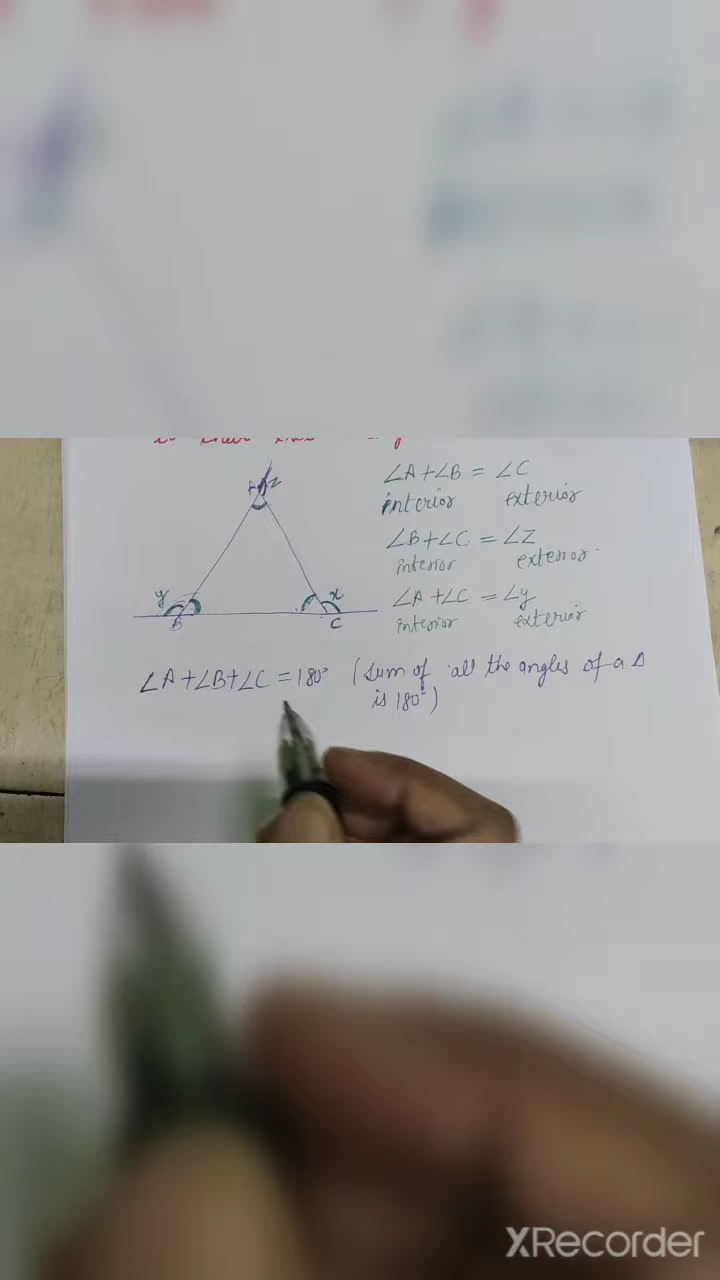 A z
y
x
B
C
∠A+∠B = ∠C
interior exterior
∠B+∠C = ∠Z
interior exterior.
∠A+∠C = ∠y
interior exterior
∠A+∠B+∠C = 180° (Sum of all the angles of a Δ
is 180°)
XRecorder